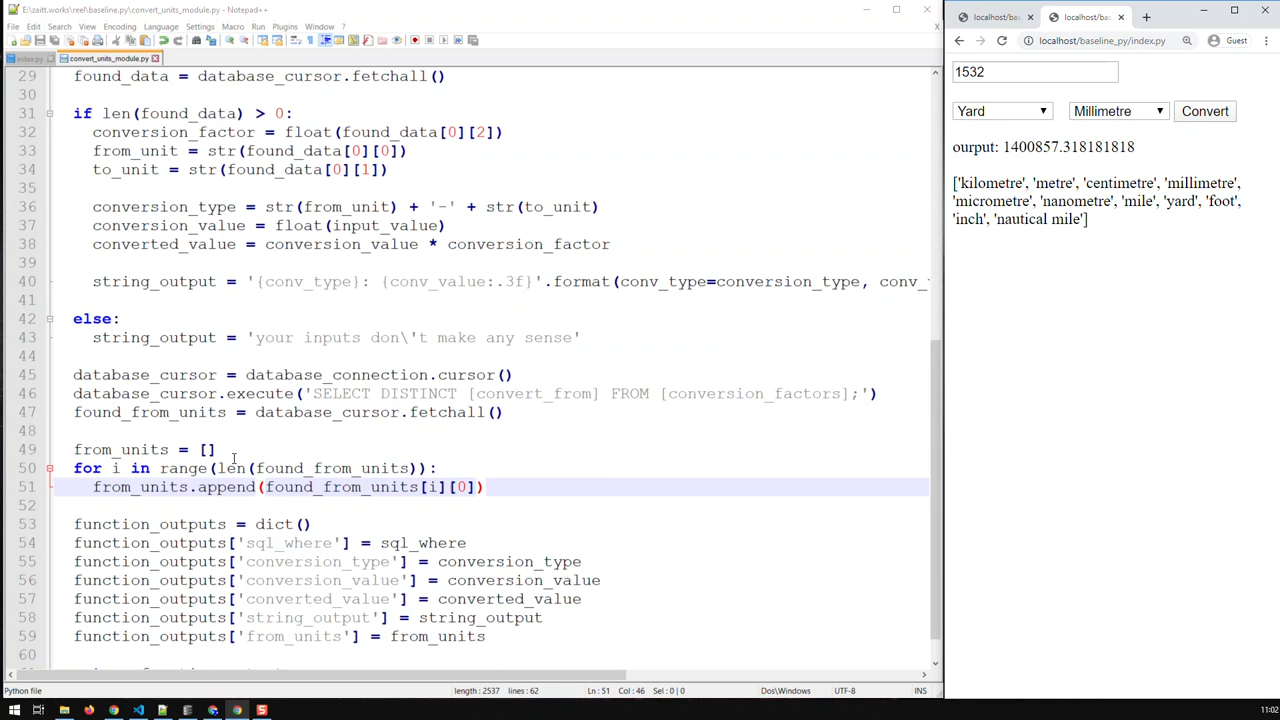 E:\zaitt.works\reel\baseline.py\convert_units_module.py - Notepad++
File Edit Search View Encoding Language Settings Macro Run Plugins Window ?
index.py convert_units_module.py
29 found_data = database_cursor.fetchall()
30
31 if len(found_data) > 0:
32 conversion_factor = float(found_data[0][2])
33 from_unit = str(found_data[0][0])
34 to_unit = str(found_data[0][1])
35
36 conversion_type = str(from_unit) + '-' + str(to_unit)
37 conversion_value = float(input_value)
38 converted_value = conversion_value * conversion_factor
40 string_output = '{conv_type}: {conv_value:.3f}'.format(conv_type=conversion_type, conv_
41
42 else:
43 string_output = 'your inputs don\'t make any sense'
44
45 database_cursor = database_connection.cursor()
46 database_cursor.execute('SELECT DISTINCT [convert_from] FROM [conversion_factors];')
47 found_from_units = database_cursor.fetchall()
48
49 from_units = []
50 for i in range(len(found_from_units)):
51 from_units.append(found_from_units[i][0])
52
53 function_outputs = dict()
54 function_outputs['sql_where'] = sql_where
55 function_outputs['conversion_type'] = conversion_type
56 function_outputs['conversion_value'] = conversion_value
57 function_outputs['converted_value'] = converted_value
58 function_outputs['string_output'] = string_output
59 function_outputs['from_units'] = from_units
60
Python file length : 2537 lines : 62 Ln : 51 Col : 46 Sel : 0 | 0 Dos\Windows UTF-8 INS
localhost/bas localhost/bas
localhost/baseline_py/index.py Guest
1532
Yard Millimetre Convert
ourput: 1400857.318181818
['kilometre', 'metre', 'centimetre', 'millimetre',
'micrometre', 'nanometre', 'mile', 'yard', 'foot',
'inch', 'nautical mile']
11:02